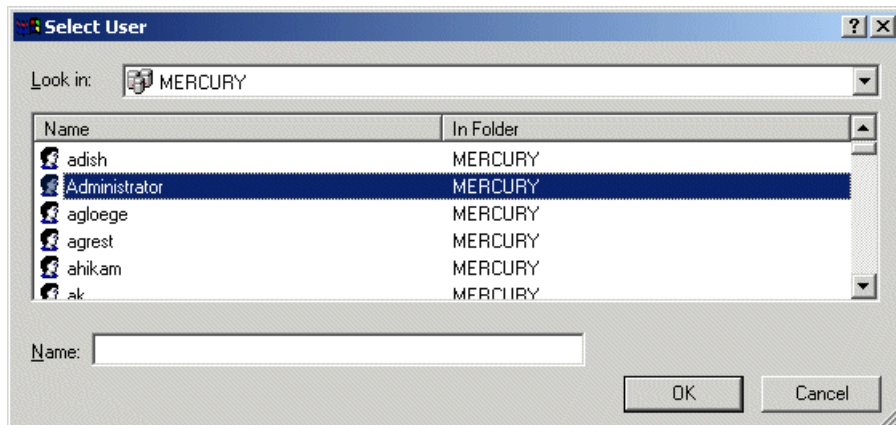 Select User
Look in: MERCURY
Name In Folder
adish MERCURY
Administrator MERCURY
agloege MERCURY
agrest MERCURY
ahikam MERCURY
ak MERCURY
Name:
OK Cancel